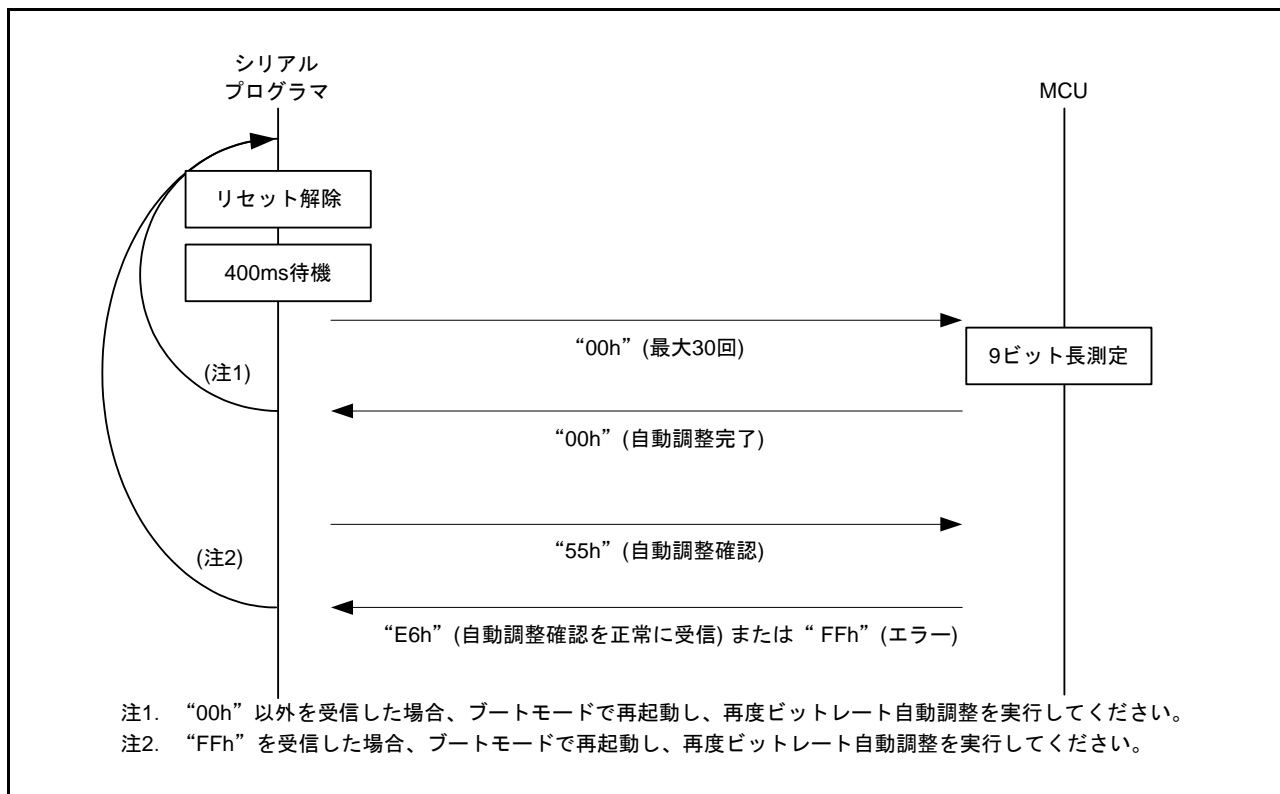 シリアル
プログラマ
MCU
リセット解除
400ms待機
“00h” (最大30回)
9ビット長測定
(注1)
“00h” (自動調整完了)
“55h” (自動調整確認)
(注2)
“E6h” (自動調整確認を正常に受信) または “ FFh” (エラー)
注1. “00h” 以外を受信した場合、ブートモードで再起動し、再度ビットレート自動調整を実行してください。
注2. “FFh” を受信した場合、ブートモードで再起動し、再度ビットレート自動調整を実行してください。